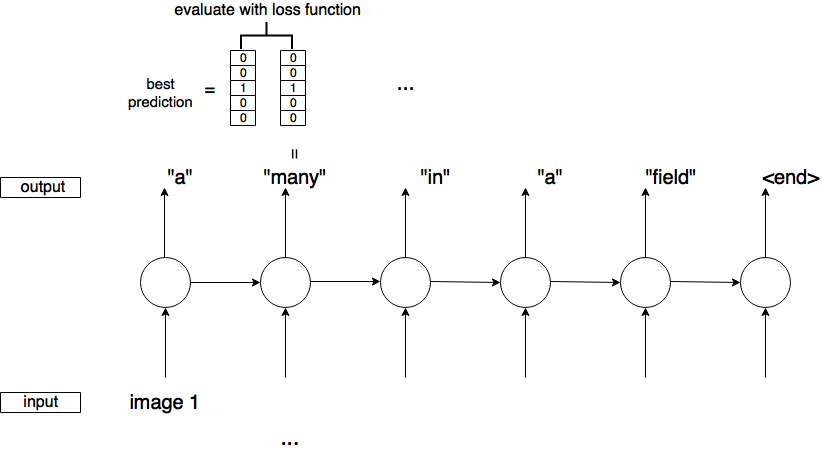 evaluate with loss function
0 0
0 0
best prediction = 1 1 ...
0 0
0 0
=
output "a" "many" "in" "a" "field" <end>
input image 1
...